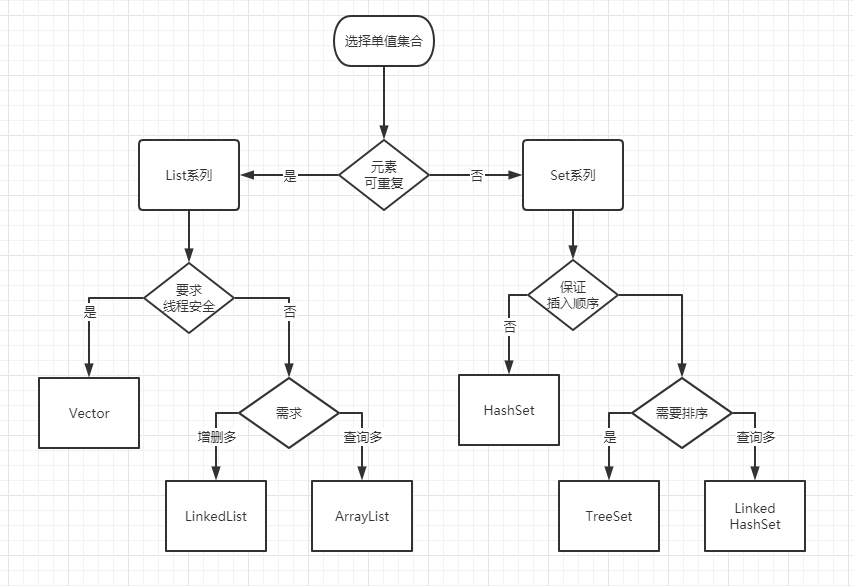 选择单值集合
元素
可重复
是
否
List系列
Set系列
要求
线程安全
保证
插入顺序
是
否
否
Vector
需求
HashSet
需要排序
增删多
查询多
是
查询多
LinkedList
ArrayList
TreeSet
Linked
HashSet